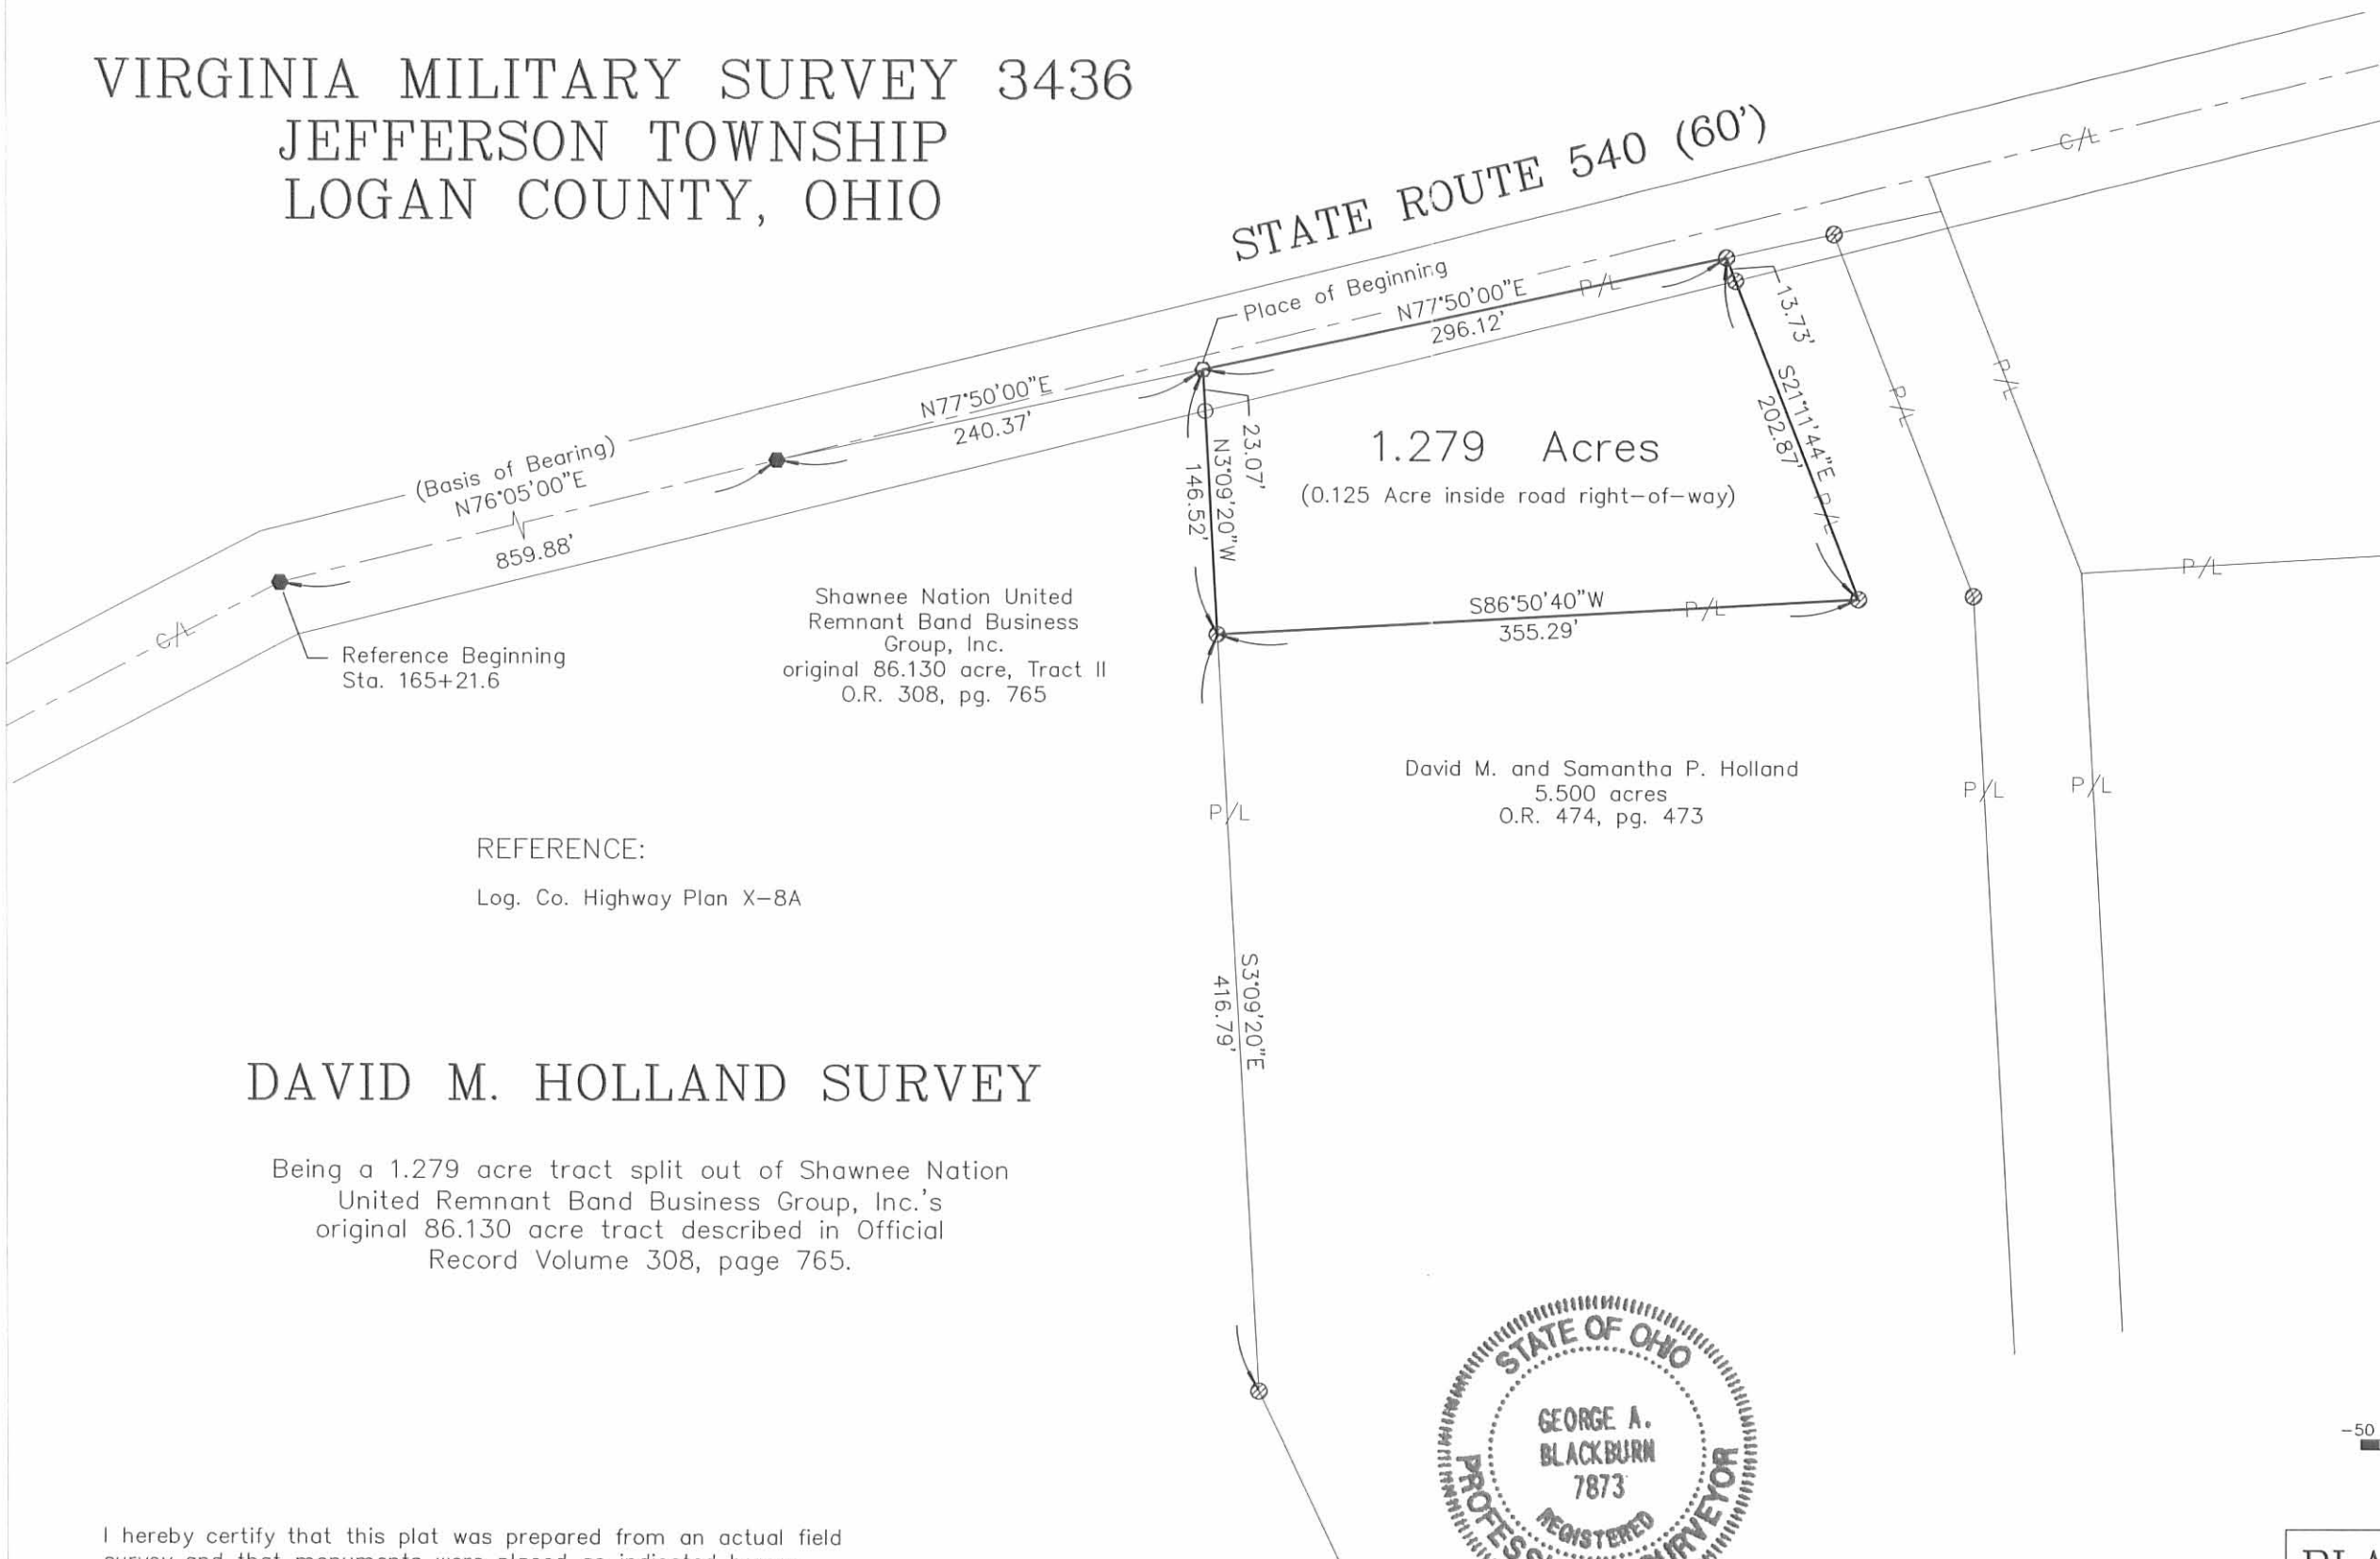 VIRGINIA MILITARY SURVEY 3436
JEFFERSON TOWNSHIP
LOGAN COUNTY, OHIO
STATE ROUTE 540 (60')
C/L
Place of Beginning
N77°50'00"E
P/L
296.12'
13.73'
S21°11'44"E
202.87'
P/L
P/L
P/L
N77°50'00"E
240.37'
(Basis of Bearing)
N76°05'00"E
859.88'
23.07'
N3°09'20"W
146.52'
1.279 Acres
(0.125 Acre inside road right-of-way)
S86°50'40"W
P/L
355.29'
P/L
C/L
Reference Beginning
Sta. 165+21.6
Shawnee Nation United
Remnant Band Business
Group, Inc.
original 86.130 acre, Tract II
O.R. 308, pg. 765
David M. and Samantha P. Holland
5.500 acres
O.R. 474, pg. 473
P/L
P/L
P/L
REFERENCE:
Log. Co. Highway Plan X-8A
S3°09'20"E
416.79'
DAVID M. HOLLAND SURVEY
Being a 1.279 acre tract split out of Shawnee Nation
United Remnant Band Business Group, Inc.'s
original 86.130 acre tract described in Official
Record Volume 308, page 765.
STATE OF OHIO
GEORGE A.
BLACKBURN
7873
REGISTERED
SURVEYOR
-50
I hereby certify that this plat was prepared from an actual field